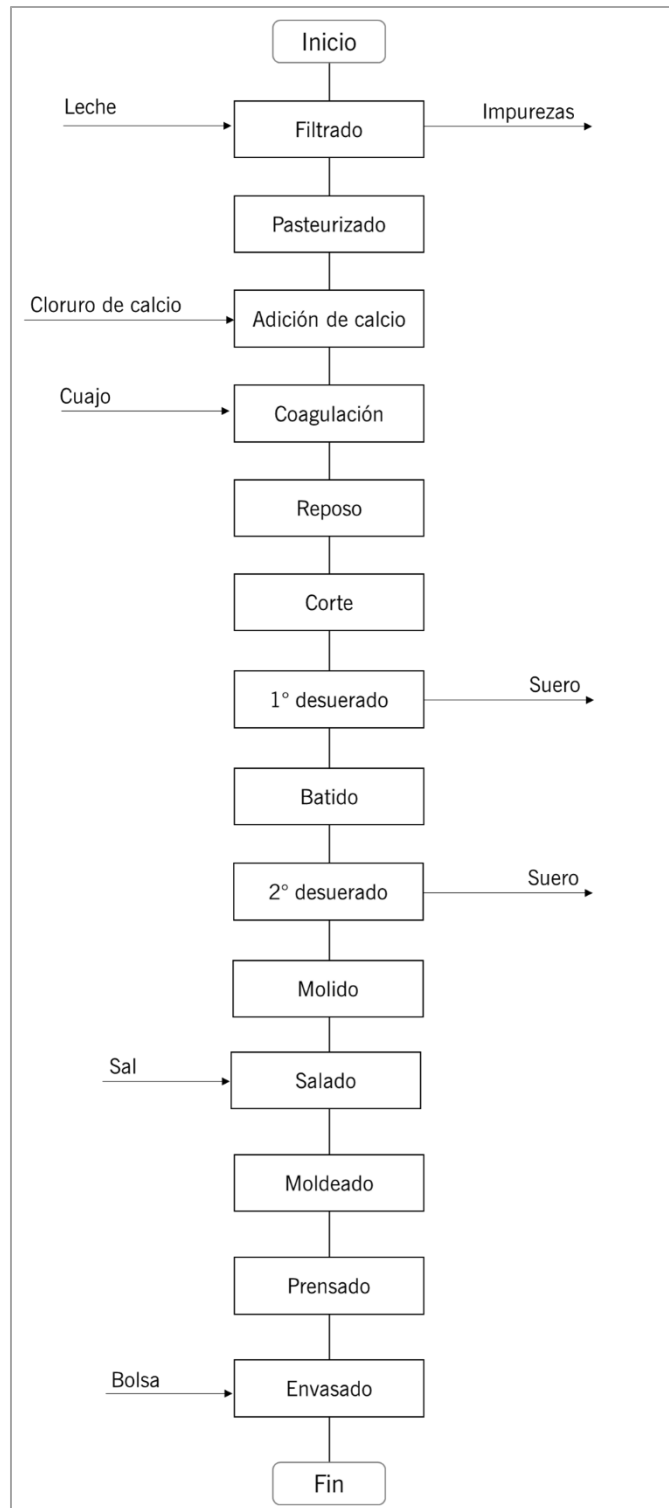 Inicio
Leche
Filtrado
Impurezas
Pasteurizado
Cloruro de calcio
Adición de calcio
Cuajo
Coagulación
Reposo
Corte
1° desuerado
Suero
Batido
2° desuerado
Suero
Molido
Sal
Salado
Moldeado
Prensado
Bolsa
Envasado
Fin